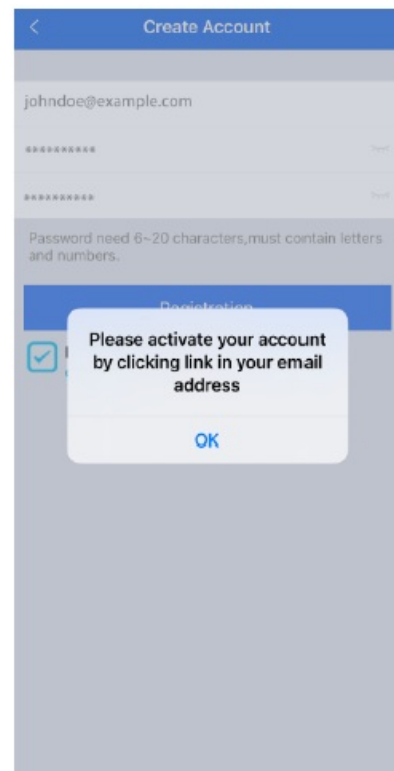 Create Account
johndoe@example.com
**********
**********
Password need 6~20 characters,must contain letters
and numbers.
Registration
Please activate your account
by clicking link in your email
address
OK